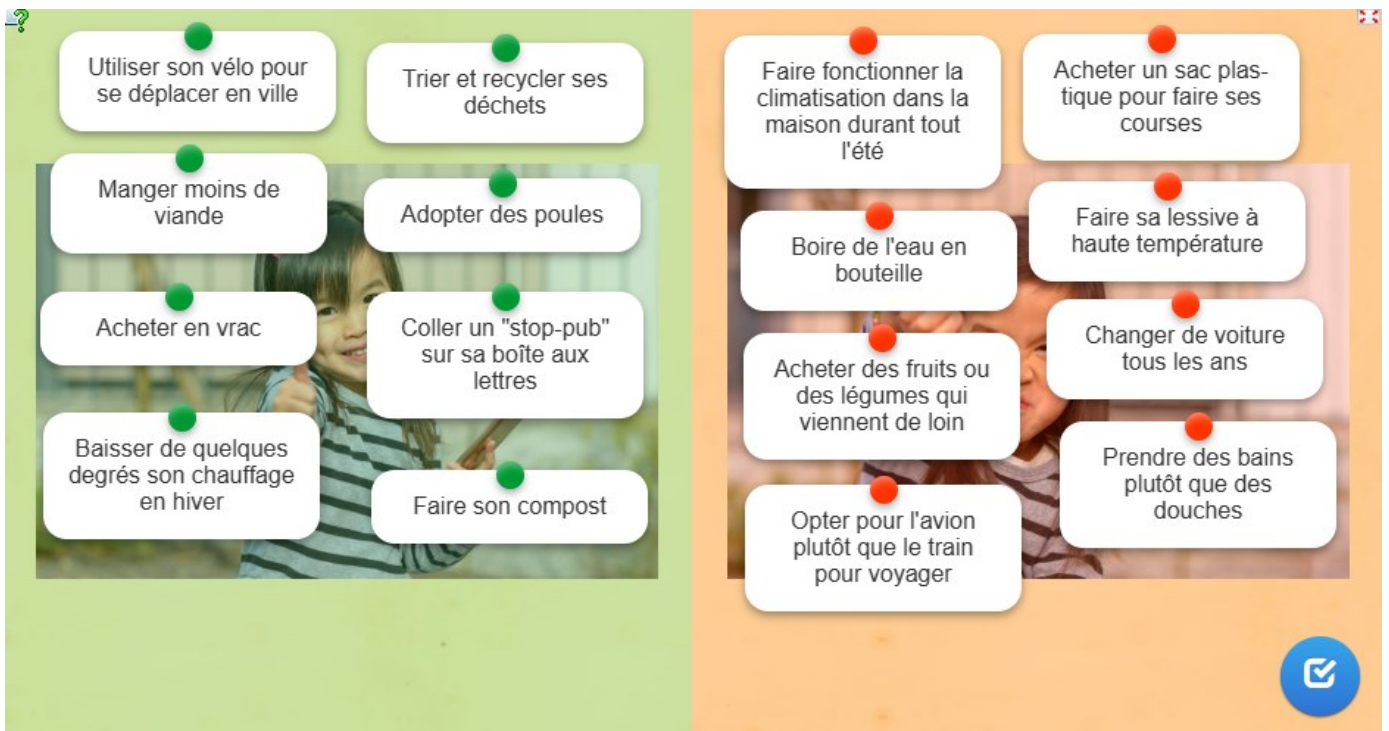 Utiliser son vélo pour
se déplacer en ville
Trier et recycler ses
déchets
Manger moins de
viande
Adopter des poules
Acheter en vrac
Coller un "stop-pub"
sur sa boîte aux
lettres
Baisser de quelques
degrés son chauffage
en hiver
Faire son compost
Faire fonctionner la
climatisation dans la
maison durant tout
l'été
Acheter un sac plas-
tique pour faire ses
courses
Boire de l'eau en
bouteille
Faire sa lessive à
haute température
Acheter des fruits ou
des légumes qui
viennent de loin
Changer de voiture
tous les ans
Opter pour l'avion
plutôt que le train
pour voyager
Prendre des bains
plutôt que des
douches